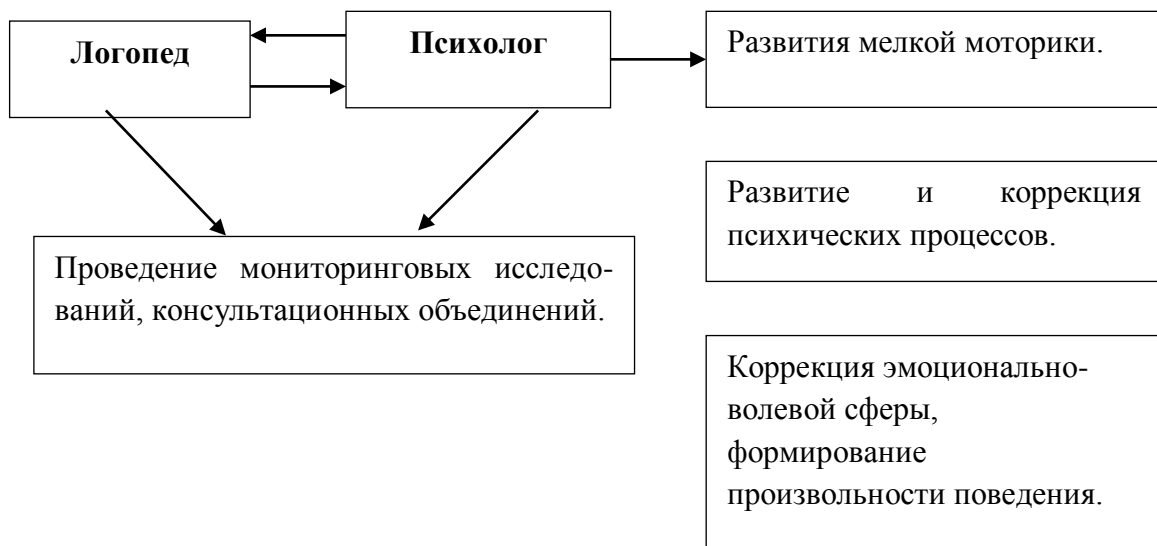 Логопед
Психолог
Развития мелкой моторики.
Развитие и коррекция
психических процессов.
Проведение мониторинговых исследо-
ваний, консультационных объединений.
Коррекция эмоционально-
волевой сферы,
формирование
произвольности поведения.